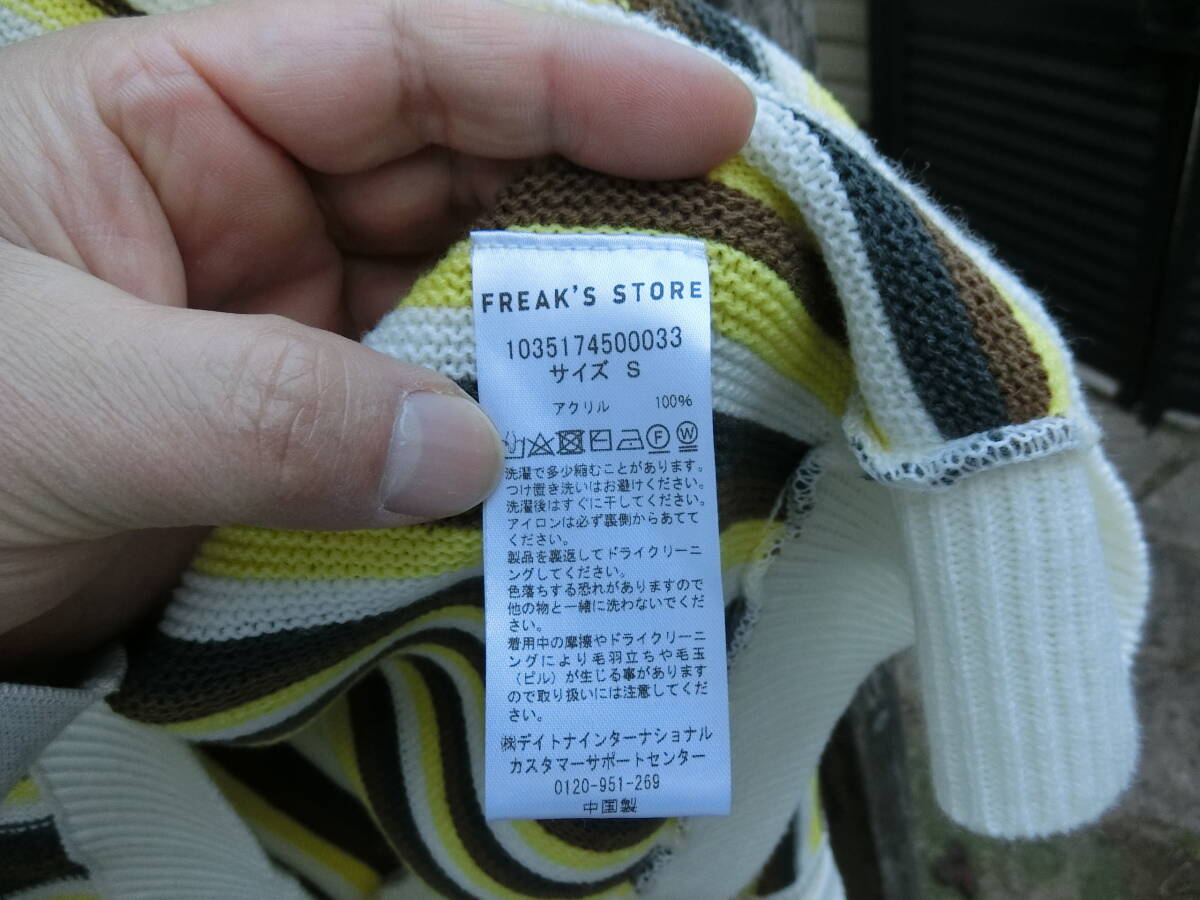 FREAK'S STORE
1035174500033
サイズ S
アクリル 100%
F W
洗濯で多少縮むことがあります。
つけ置き洗いはお避けください。
洗濯後はすぐに干してください。
アイロンは必ず裏側からあてて
ください。
製品を裏返してドライクリーニ
ングしてください。
色落ちする恐れがありますので
他の物と一緒に洗わないでくだ
さい。
着用中の摩擦やドライクリーニ
ングにより毛羽立ちや毛玉
（ピル）が生じる事があります
ので取り扱いには注意してくだ
さい。
㈱デイトナインターナショナル
カスタマーサポートセンター
0120-951-269
中国製